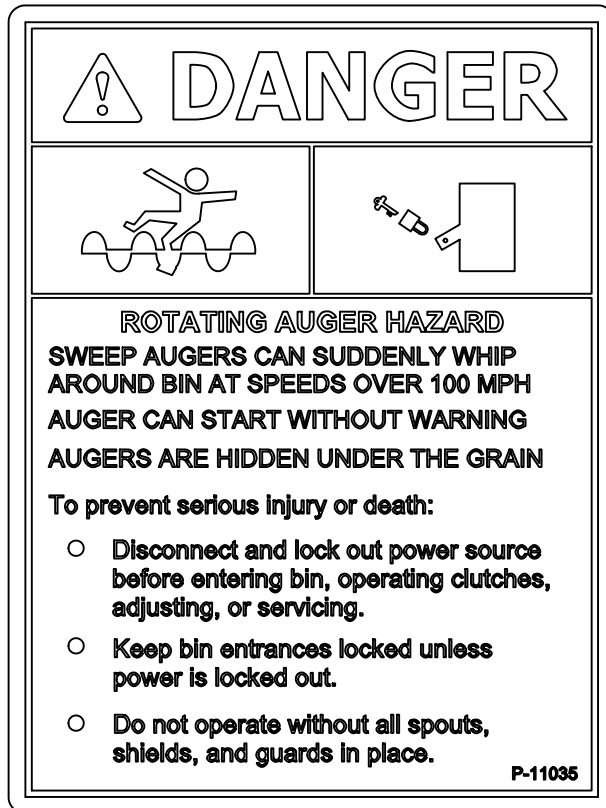 DANGER
ROTATING AUGER HAZARD
SWEEP AUGERS CAN SUDDENLY WHIP
AROUND BIN AT SPEEDS OVER 100 MPH
AUGER CAN START WITHOUT WARNING
AUGERS ARE HIDDEN UNDER THE GRAIN
To prevent serious injury or death:
Disconnect and lock out power source
before entering bin, operating clutches,
adjusting, or servicing.
Keep bin entrances locked unless
power is locked out.
Do not operate without all spouts,
shields, and guards in place.
P-11035